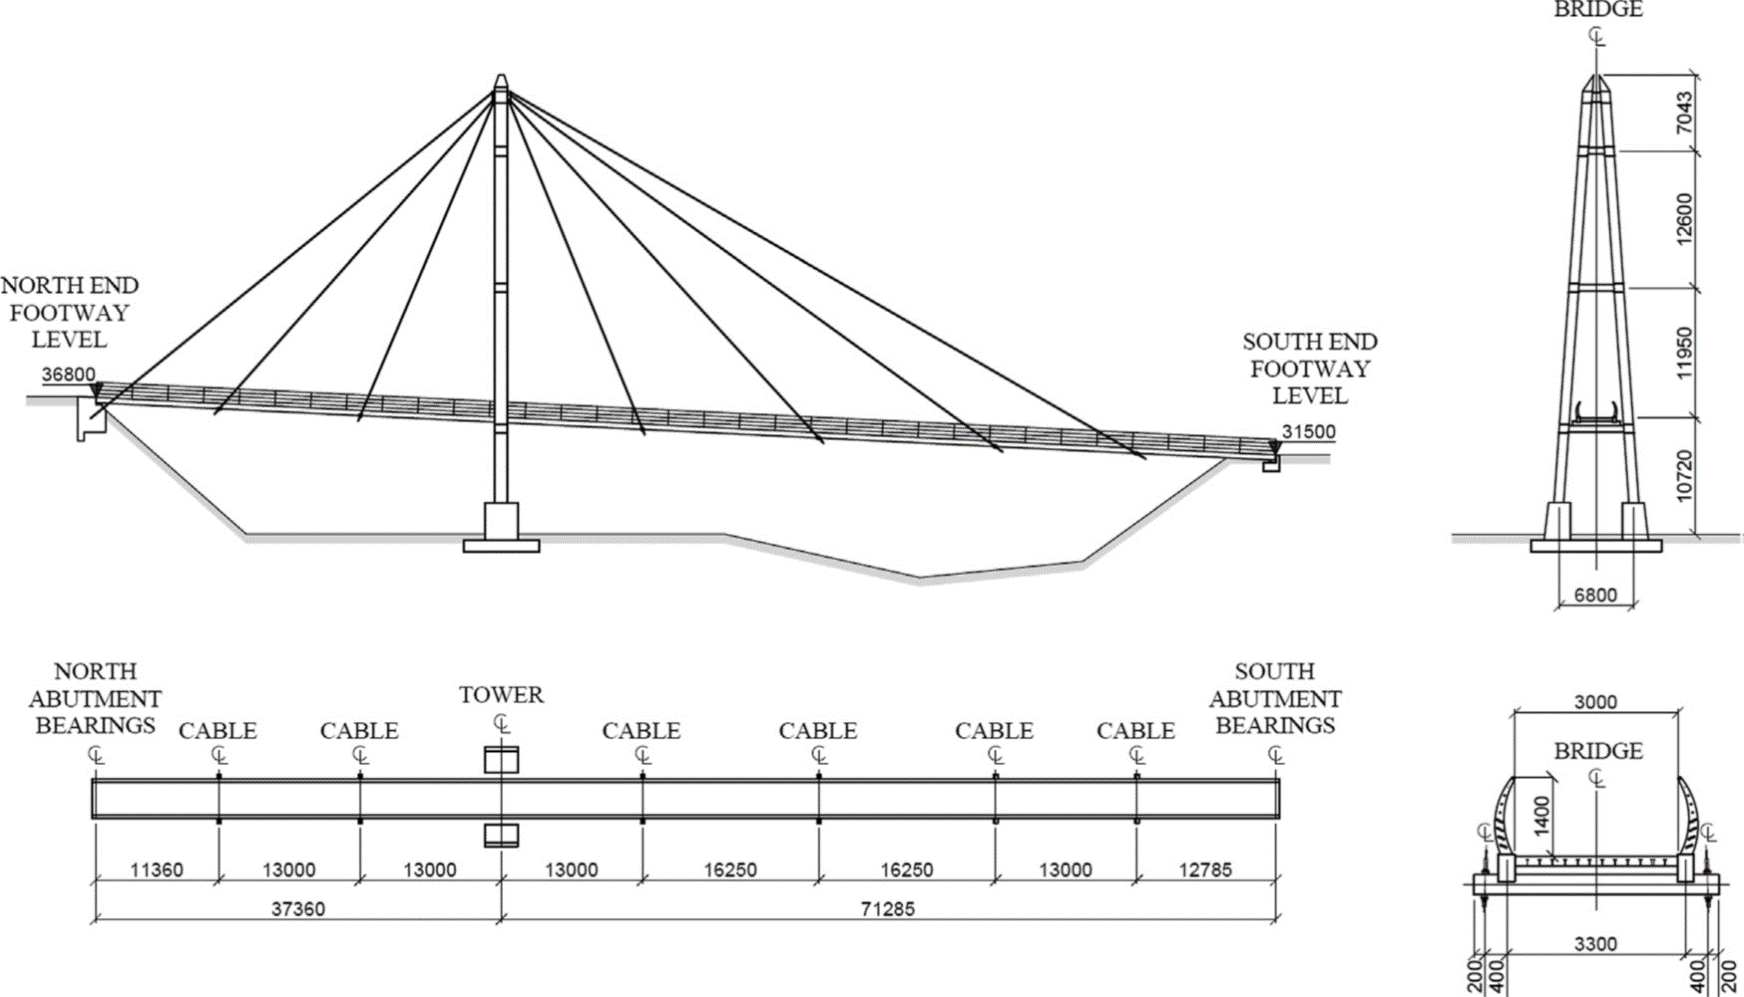 BRIDGE
℄
7043
12600
11950
10720
6800
NORTH END
FOOTWAY
LEVEL
36800
SOUTH END
FOOTWAY
LEVEL
31500
NORTH
ABUTMENT
BEARINGS
℄
CABLE
℄
CABLE
℄
TOWER
℄
CABLE
℄
CABLE
℄
CABLE
℄
CABLE
℄
SOUTH
ABUTMENT
BEARINGS
℄
11360
13000
13000
13000
16250
16250
13000
12785
37360
71285
3000
BRIDGE
℄
1400
℄
℄
3300
200
400
400
200